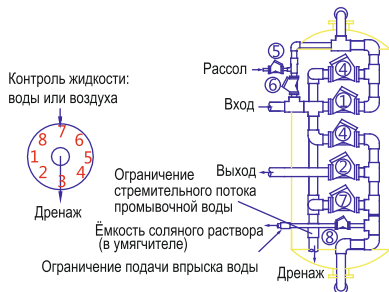 Контроль жидкости:
воды или воздуха
7
8 6
1 5
2 4
3
Дренаж
Рассол
5
6
Вход
4
1
4
Выход
2
7
8
Ограничение
стремительного потока
промывочной воды
Ёмкость соляного раствора
(в умягчителе)
Ограничение подачи впрыска воды
Дренаж